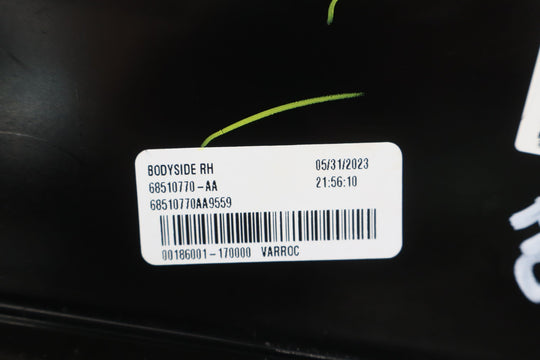 BODYSIDE RH 05/31/2023
68510770-AA 21:56:10
68510770AA9559
00186001-170000 VARROC